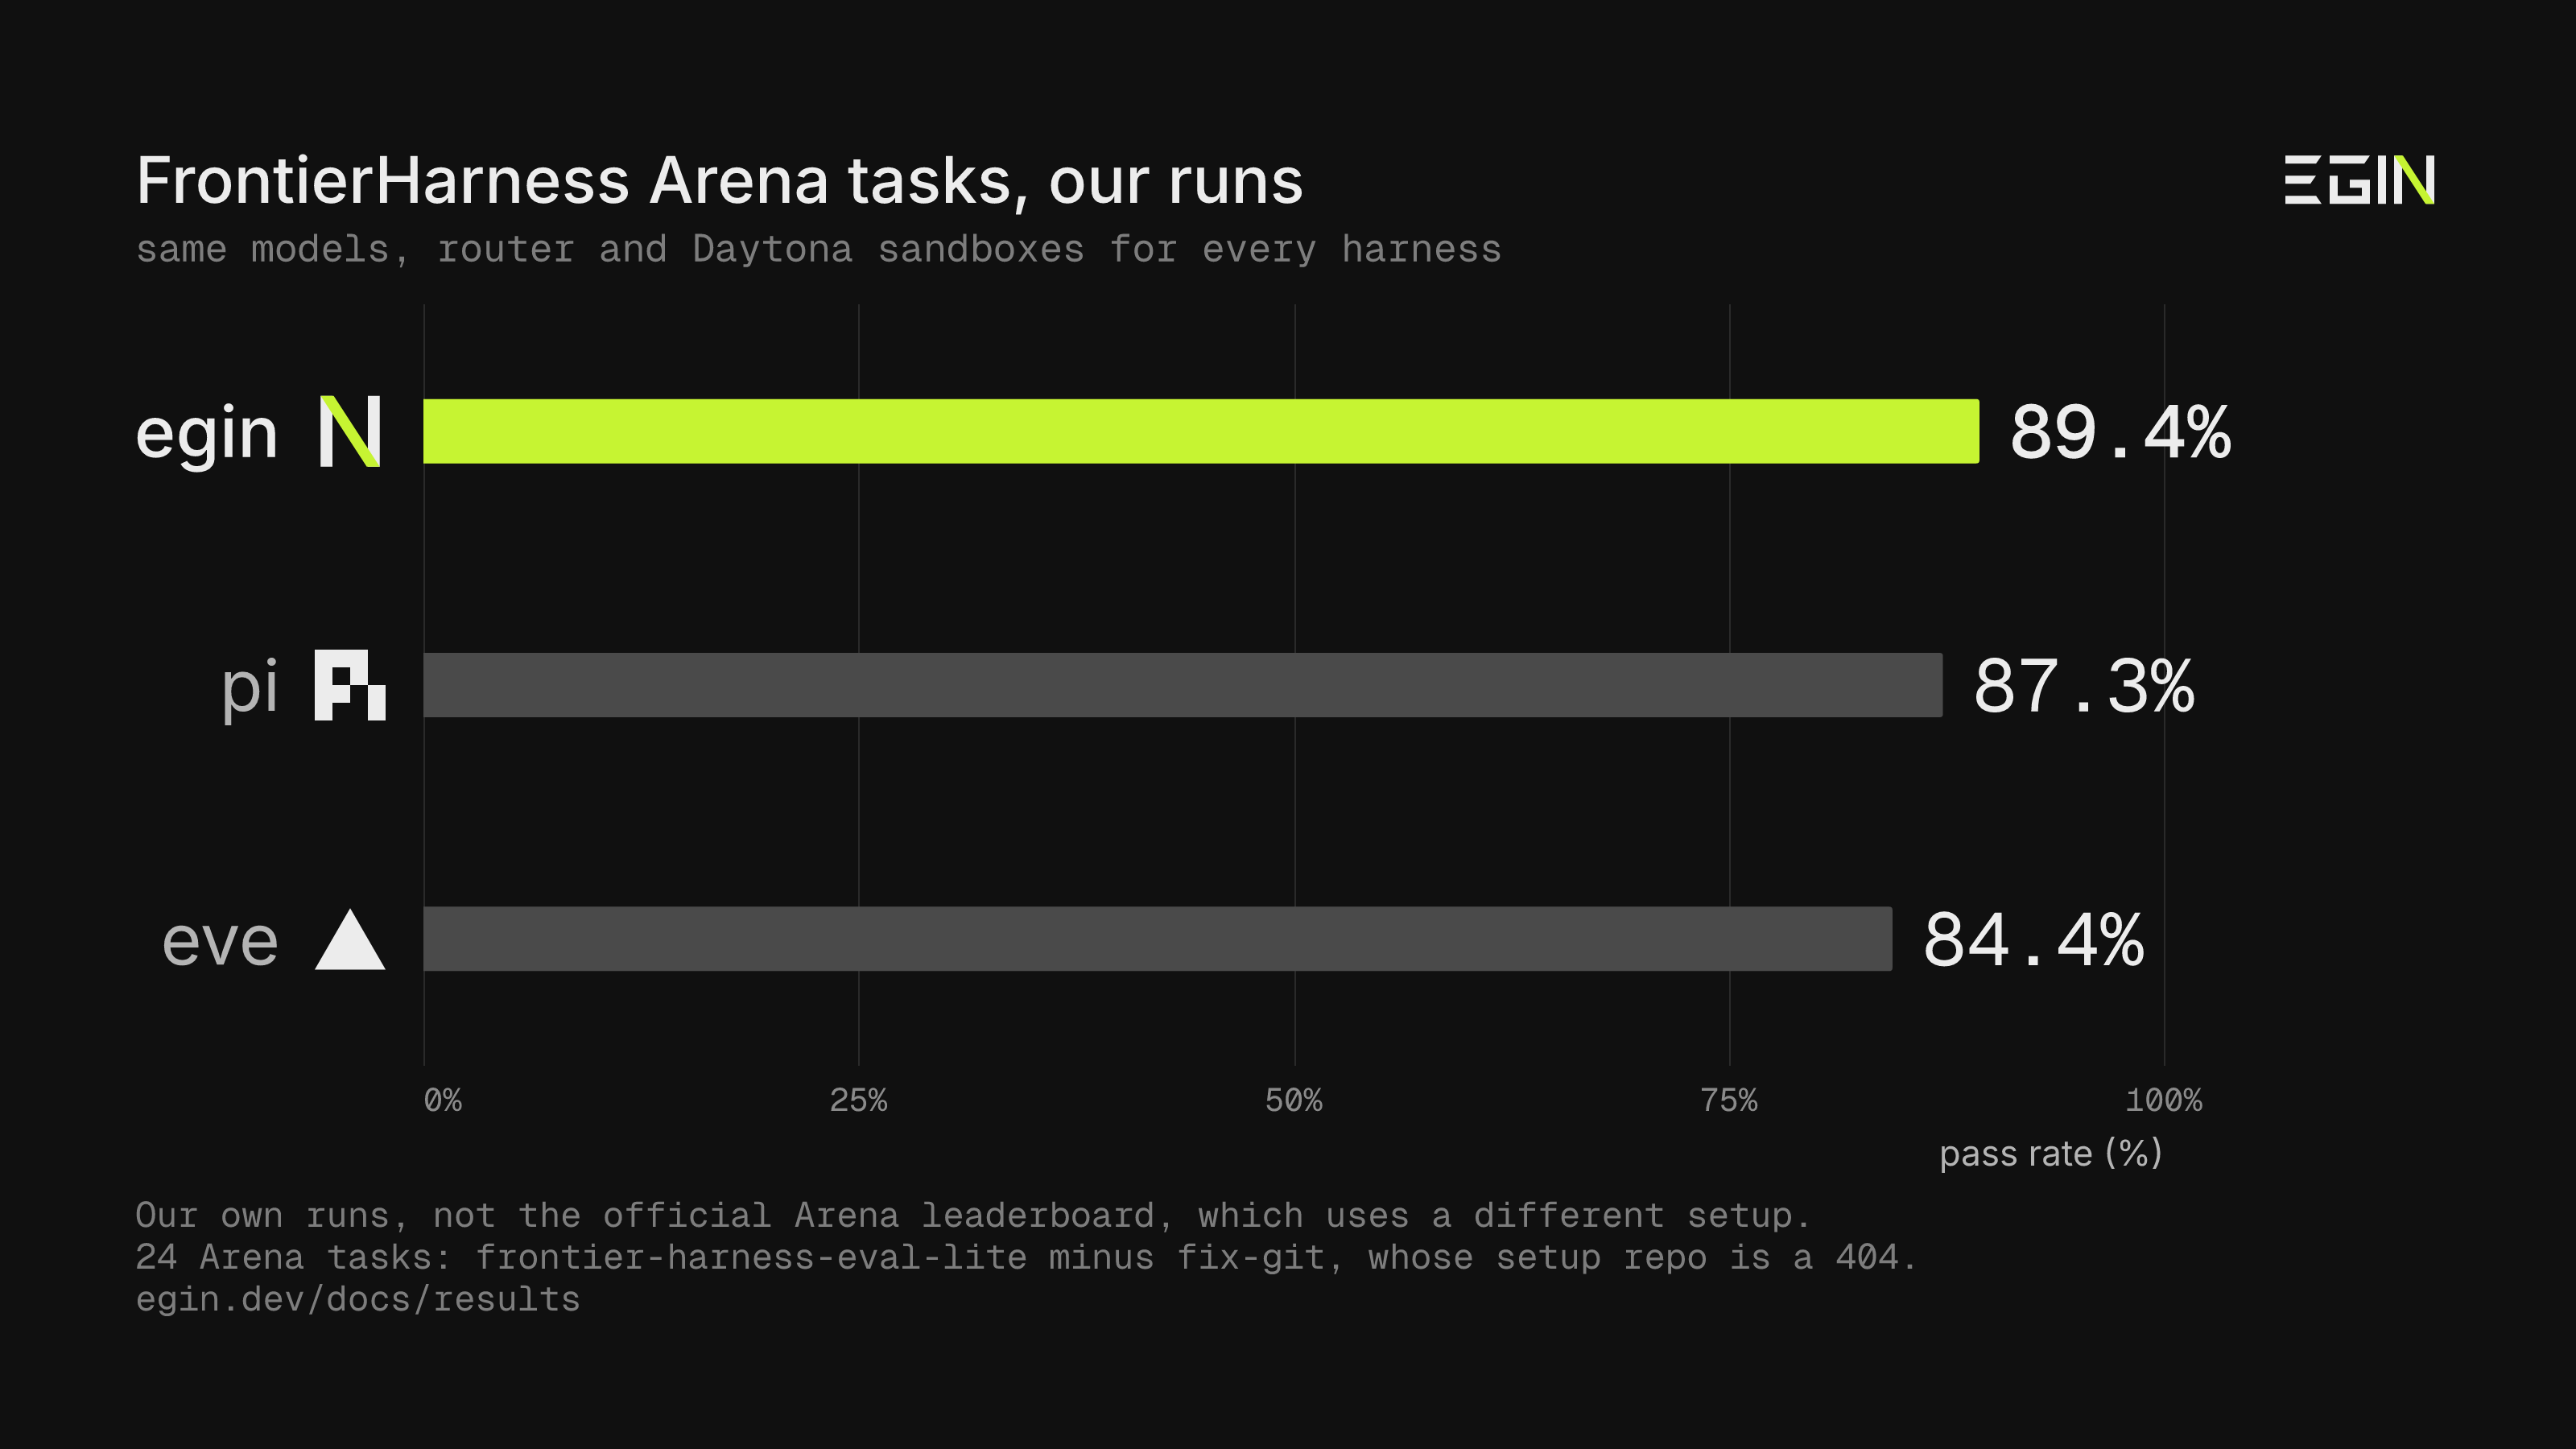 FrontierHarness Arena tasks, our runs
EGIN
same models, router and Daytona sandboxes for every harness
egin N 89.4%
pi 87.3%
eve 84.4%
0% 25% 50% 75% 100%
pass rate (%)
Our own runs, not the official Arena leaderboard, which uses a different setup.
24 Arena tasks: frontier-harness-eval-lite minus fix-git, whose setup repo is a 404.
egin.dev/docs/results